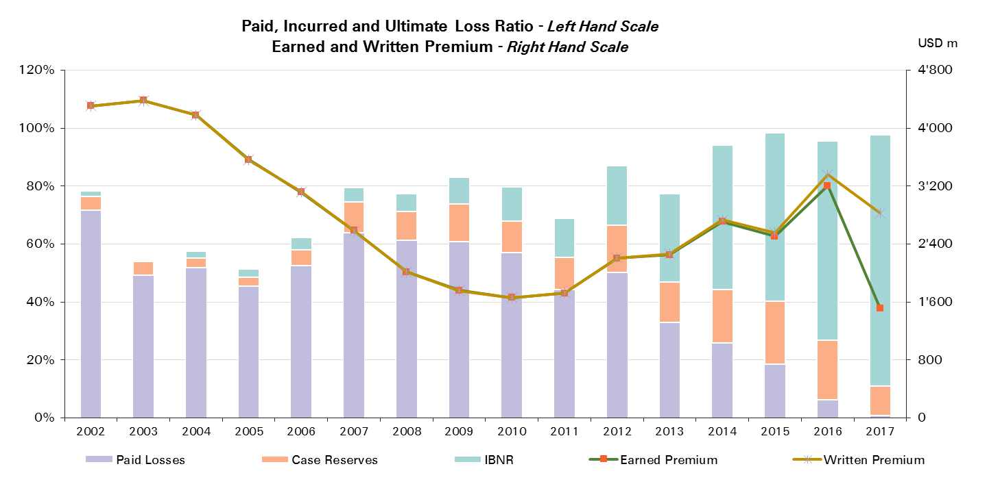 Paid, Incurred and Ultimate Loss Ratio - Left Hand Scale
Earned and Written Premium - Right Hand Scale
USD m
120%
100%
80%
60%
40%
20%
0%
4'800
4'000
3'200
2'400
1'600
800
0
2002 2003 2004 2005 2006 2007 2008 2009 2010 2011 2012 2013 2014 2015 2016 2017
Paid Losses Case Reserves IBNR Earned Premium Written Premium